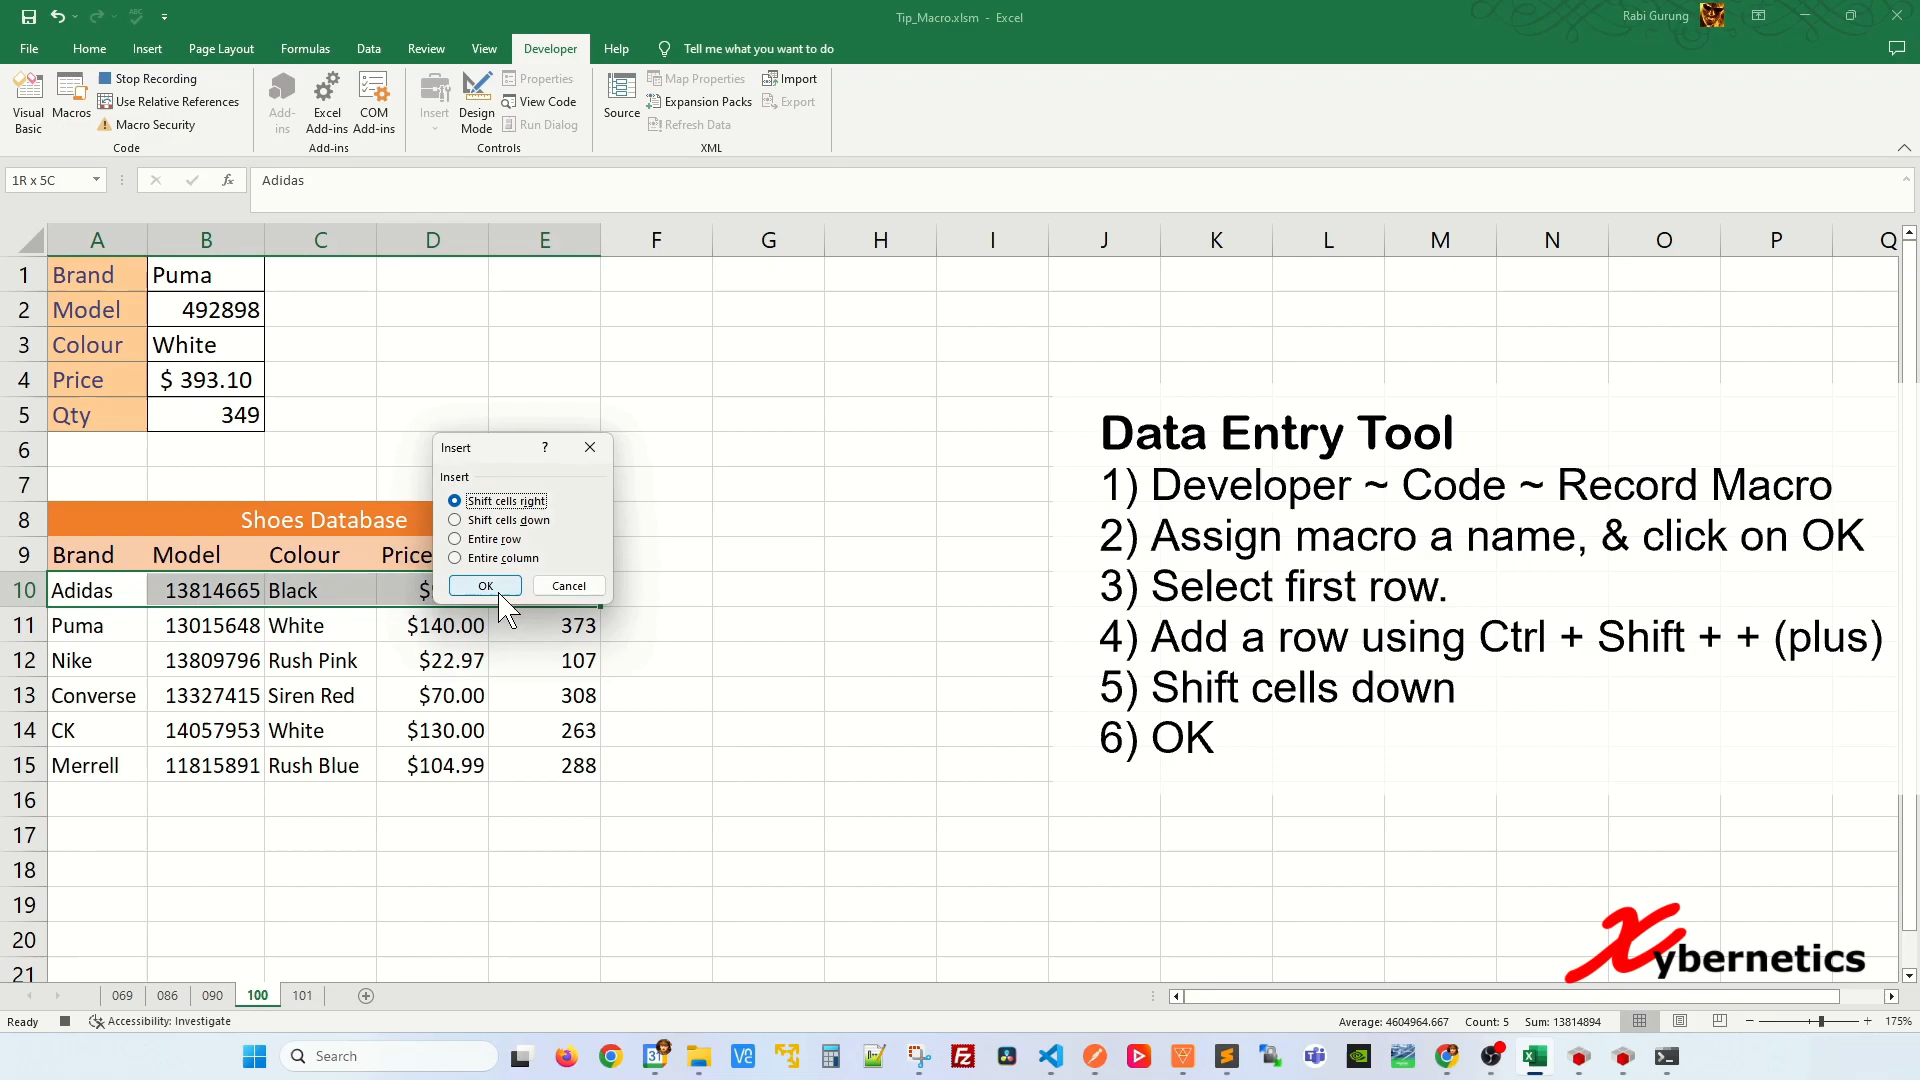 Tip_Macro.xlsm - Excel
Rabi Gurung
File Home Insert Page Layout Formulas Data Review View Developer Help Tell me what you want to do
Visual Basic
Macros
Stop Recording
Use Relative References
Macro Security
Code
Add-ins
Excel Add-ins
COM Add-ins
Add-ins
Insert
Design Mode
Properties
View Code
Run Dialog
Controls
Source
Map Properties
Expansion Packs
Refresh Data
Import
Export
XML
1R x 5C
fx
Adidas
A B C D E F G H I J K L M N O P Q
1 Brand Puma
2 Model 492898
3 Colour White
4 Price $ 393.10
5 Qty 349
6
7
8 Shoes Database
9 Brand Model Colour Price
10 Adidas 13814665 Black $
11 Puma 13015648 White $140.00 373
12 Nike 13809796 Rush Pink $22.97 107
13 Converse 13327415 Siren Red $70.00 308
14 CK 14057953 White $130.00 263
15 Merrell 11815891 Rush Blue $104.99 288
16
17
18
19
20
21
Insert ?
Insert
Shift cells right
Shift cells down
Entire row
Entire column
OK Cancel
Data Entry Tool
1) Developer ~ Code ~ Record Macro
2) Assign macro a name, & click on OK
3) Select first row.
4) Add a row using Ctrl + Shift + + (plus)
5) Shift cells down
6) OK
Xybernetics
069 086 090 100 101
Ready Accessibility: Investigate Average: 4604964.667 Count: 5 Sum: 13814894 175%
Search